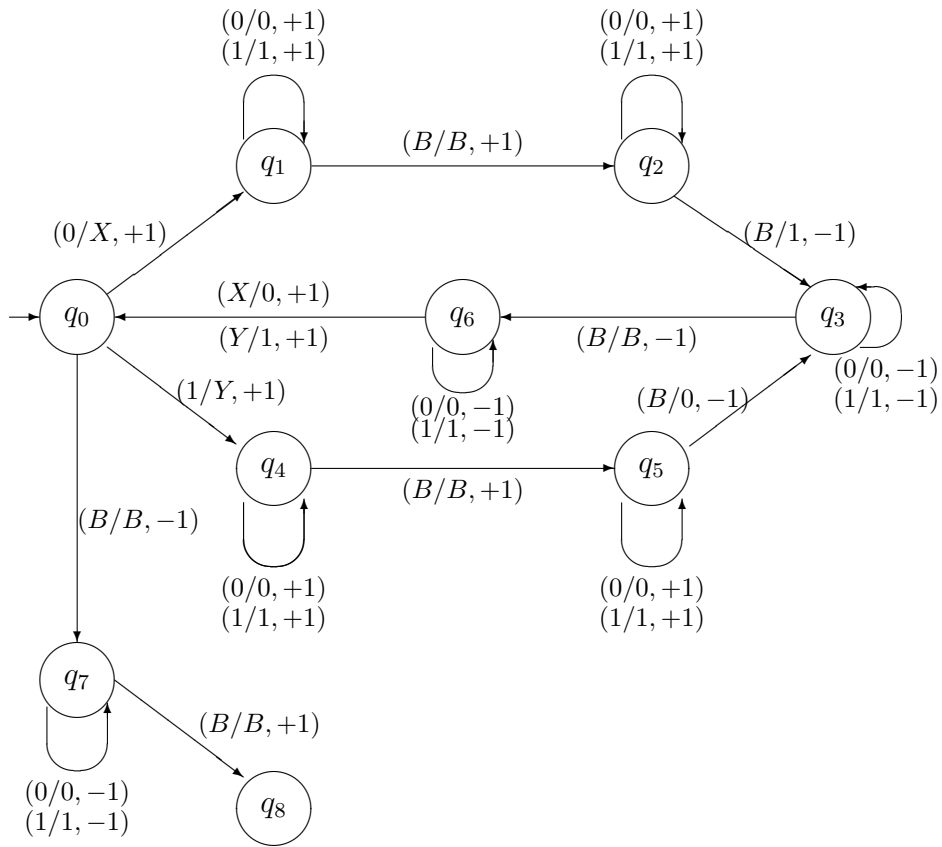 (0/0, +1)
(1/1, +1)
(0/0, +1)
(1/1, +1)
q1
(B/B, +1)
q2
(0/X, +1)
(B/1, −1)
q0
(X/0, +1)
(Y/1, +1)
q6
(B/B, −1)
q3
(0/0, −1)
(1/1, −1)
(1/Y, +1)
(0/0, −1)
(1/1, −1)
(B/0, −1)
q4
(B/B, +1)
q5
(B/B, −1)
(0/0, +1)
(1/1, +1)
(0/0, +1)
(1/1, +1)
q7
(B/B, +1)
(0/0, −1)
(1/1, −1)
q8